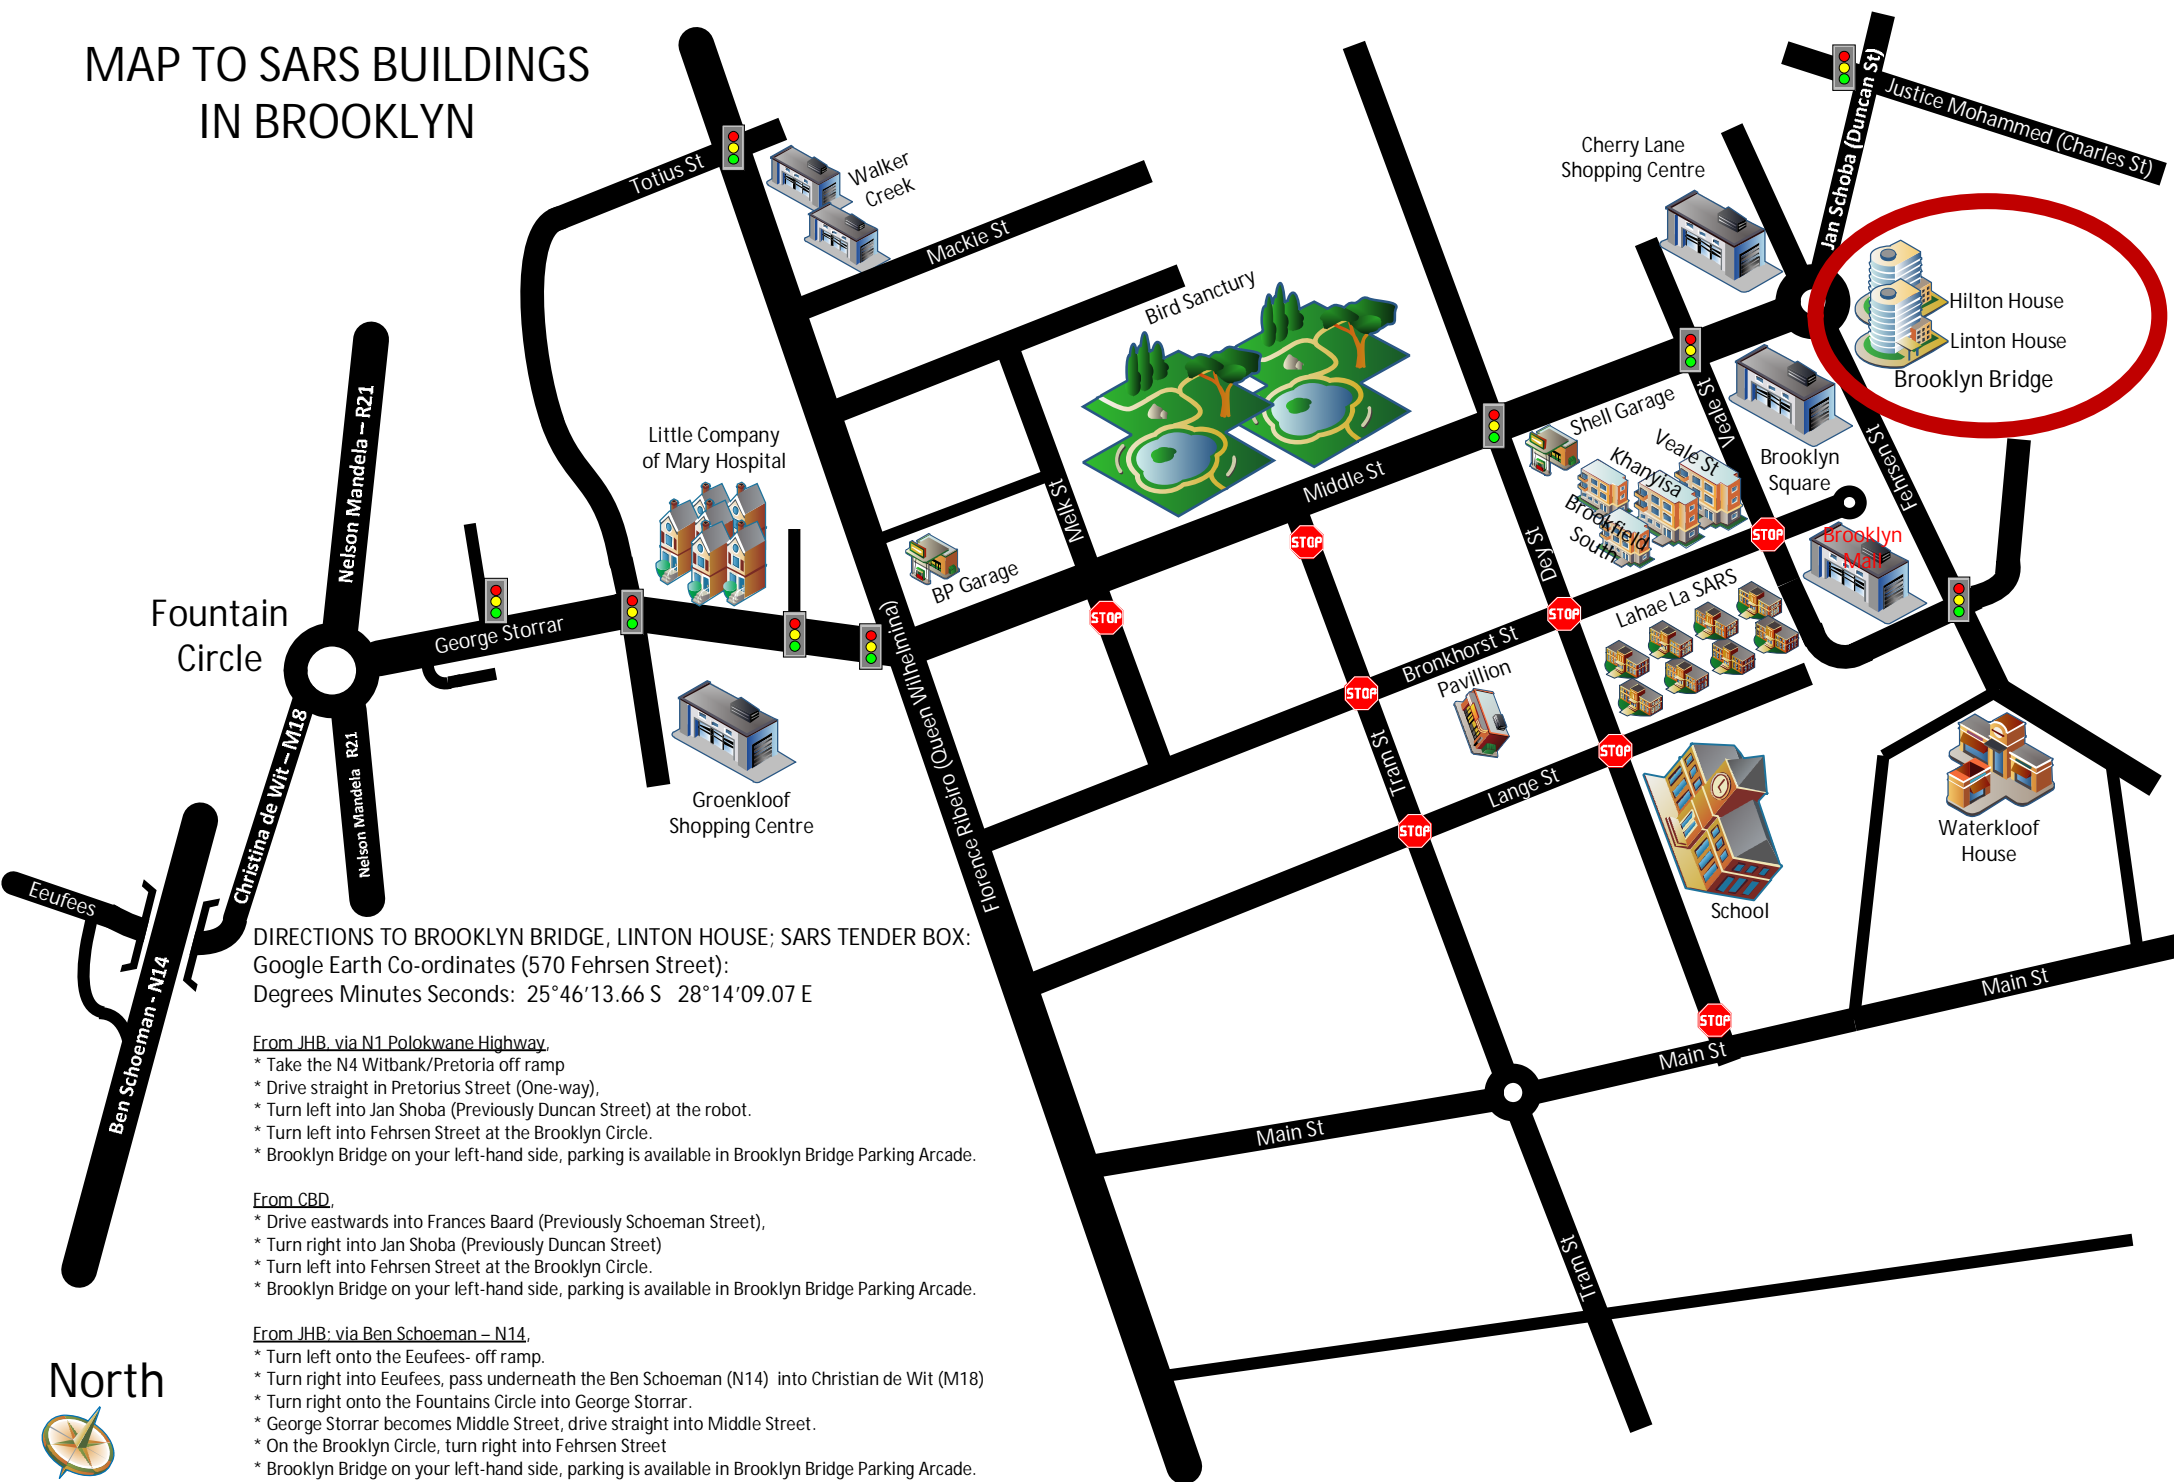 MAP TO SARS BUILDINGS
IN BROOKLYN
Totius St
Walker
Creek
Mackie St
Bird Sanctury
Cherry Lane
Shopping Centre
Jan Schoba (Duncan St)
Justice Mohammed (Charles St)
Hilton House
Linton House
Brooklyn Bridge
Nelson Mandela – R21
Little Company
of Mary Hospital
Melk St
Middle St
Shell Garage
Veale St
Veale St
Khanyisa
Brookfield
South
Brooklyn
Square
Fehrsen St
Brooklyn
Mall
Dey St
BP Garage
STOP
STOP
STOP
STOP
STOP
STOP
STOP
STOP
Fountain
Circle
George Storrar
Lahae La SARS
Bronkhorst St
Pavillion
Lange St
Tram St
Florence Ribeiro (Queen Wilhelmina)
Groenkloof
Shopping Centre
Christina de Wit – M18
Nelson Mandela R21
Eeufees
Ben Schoeman - N14
School
Waterkloof
House
Main St
Main St
Main St
Tram St
DIRECTIONS TO BROOKLYN BRIDGE, LINTON HOUSE; SARS TENDER BOX:
Google Earth Co-ordinates (570 Fehrsen Street):
Degrees Minutes Seconds: 25°46’13.66 S 28°14’09.07 E
From JHB, via N1 Polokwane Highway,
* Take the N4 Witbank/Pretoria off ramp
* Drive straight in Pretorius Street (One-way),
* Turn left into Jan Shoba (Previously Duncan Street) at the robot.
* Turn left into Fehrsen Street at the Brooklyn Circle.
* Brooklyn Bridge on your left-hand side, parking is available in Brooklyn Bridge Parking Arcade.
From CBD,
* Drive eastwards into Frances Baard (Previously Schoeman Street),
* Turn right into Jan Shoba (Previously Duncan Street)
* Turn left into Fehrsen Street at the Brooklyn Circle.
* Brooklyn Bridge on your left-hand side, parking is available in Brooklyn Bridge Parking Arcade.
From JHB; via Ben Schoeman – N14,
* Turn left onto the Eeufees- off ramp.
* Turn right into Eeufees, pass underneath the Ben Schoeman (N14) into Christian de Wit (M18)
* Turn right onto the Fountains Circle into George Storrar.
* George Storrar becomes Middle Street, drive straight into Middle Street.
* On the Brooklyn Circle, turn right into Fehrsen Street
* Brooklyn Bridge on your left-hand side, parking is available in Brooklyn Bridge Parking Arcade.
North